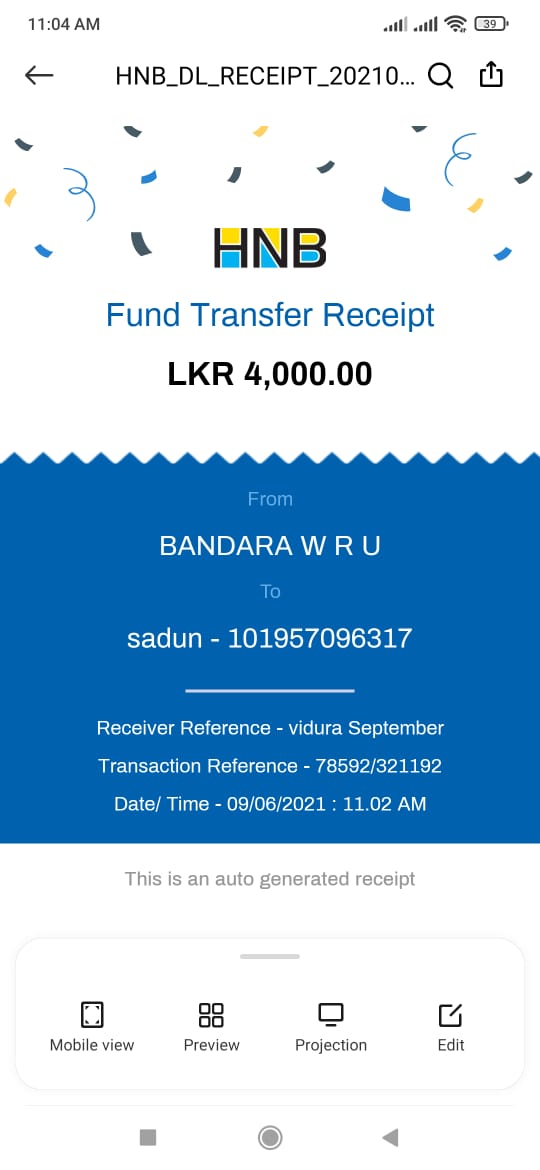 11:04 AM
39
HNB_DL_RECEIPT_20210...
HNB
Fund Transfer Receipt
LKR 4,000.00
From
BANDARA W R U
To
sadun - 101957096317
Receiver Reference - vidura September
Transaction Reference - 78592/321192
Date/ Time - 09/06/2021 : 11.02 AM
This is an auto generated receipt
Mobile view
Preview
Projection
Edit